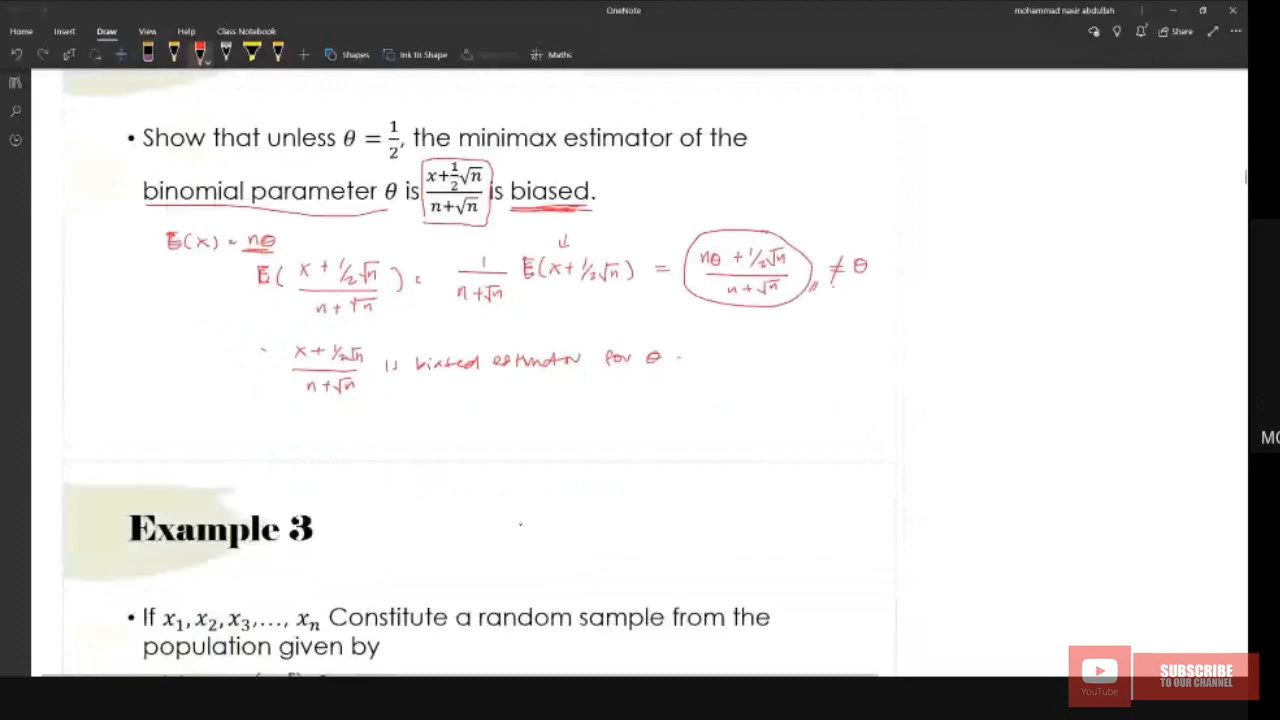 OneNote
mohammad nasir abdullah
Home Insert Draw View Help Class Notebook
Share
Shapes Ink to Shape Maths
• Show that unless θ = 1/2, the minimax estimator of the
binomial parameter θ is (x+1/2√n)/(n+√n) is biased.
E(x) = nθ
E( (x + 1/2√n)/(n + √n) ) = 1/(n+√n) E(x + 1/2√n) = (nθ + 1/2√n)/(n + √n) ≠ θ
(x + 1/2√n)/(n + √n) is biased estimator for θ .
Example 3
• If x₁, x₂, x₃, …, xₙ Constitute a random sample from the
population given by
MO
YouTube
SUBSCRIBE
TO OUR CHANNEL